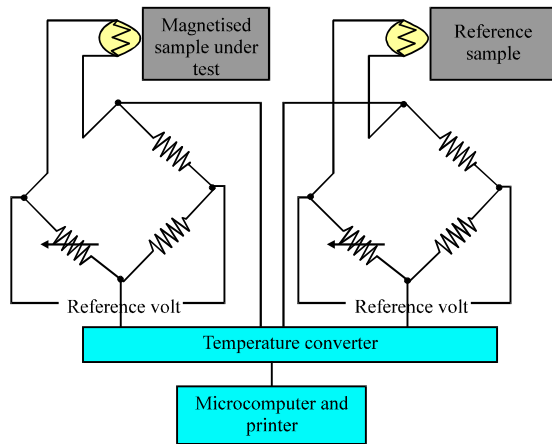 Magnetised
sample under
test
Reference
sample
Reference volt
Reference volt
Temperature converter
Microcomputer and
printer